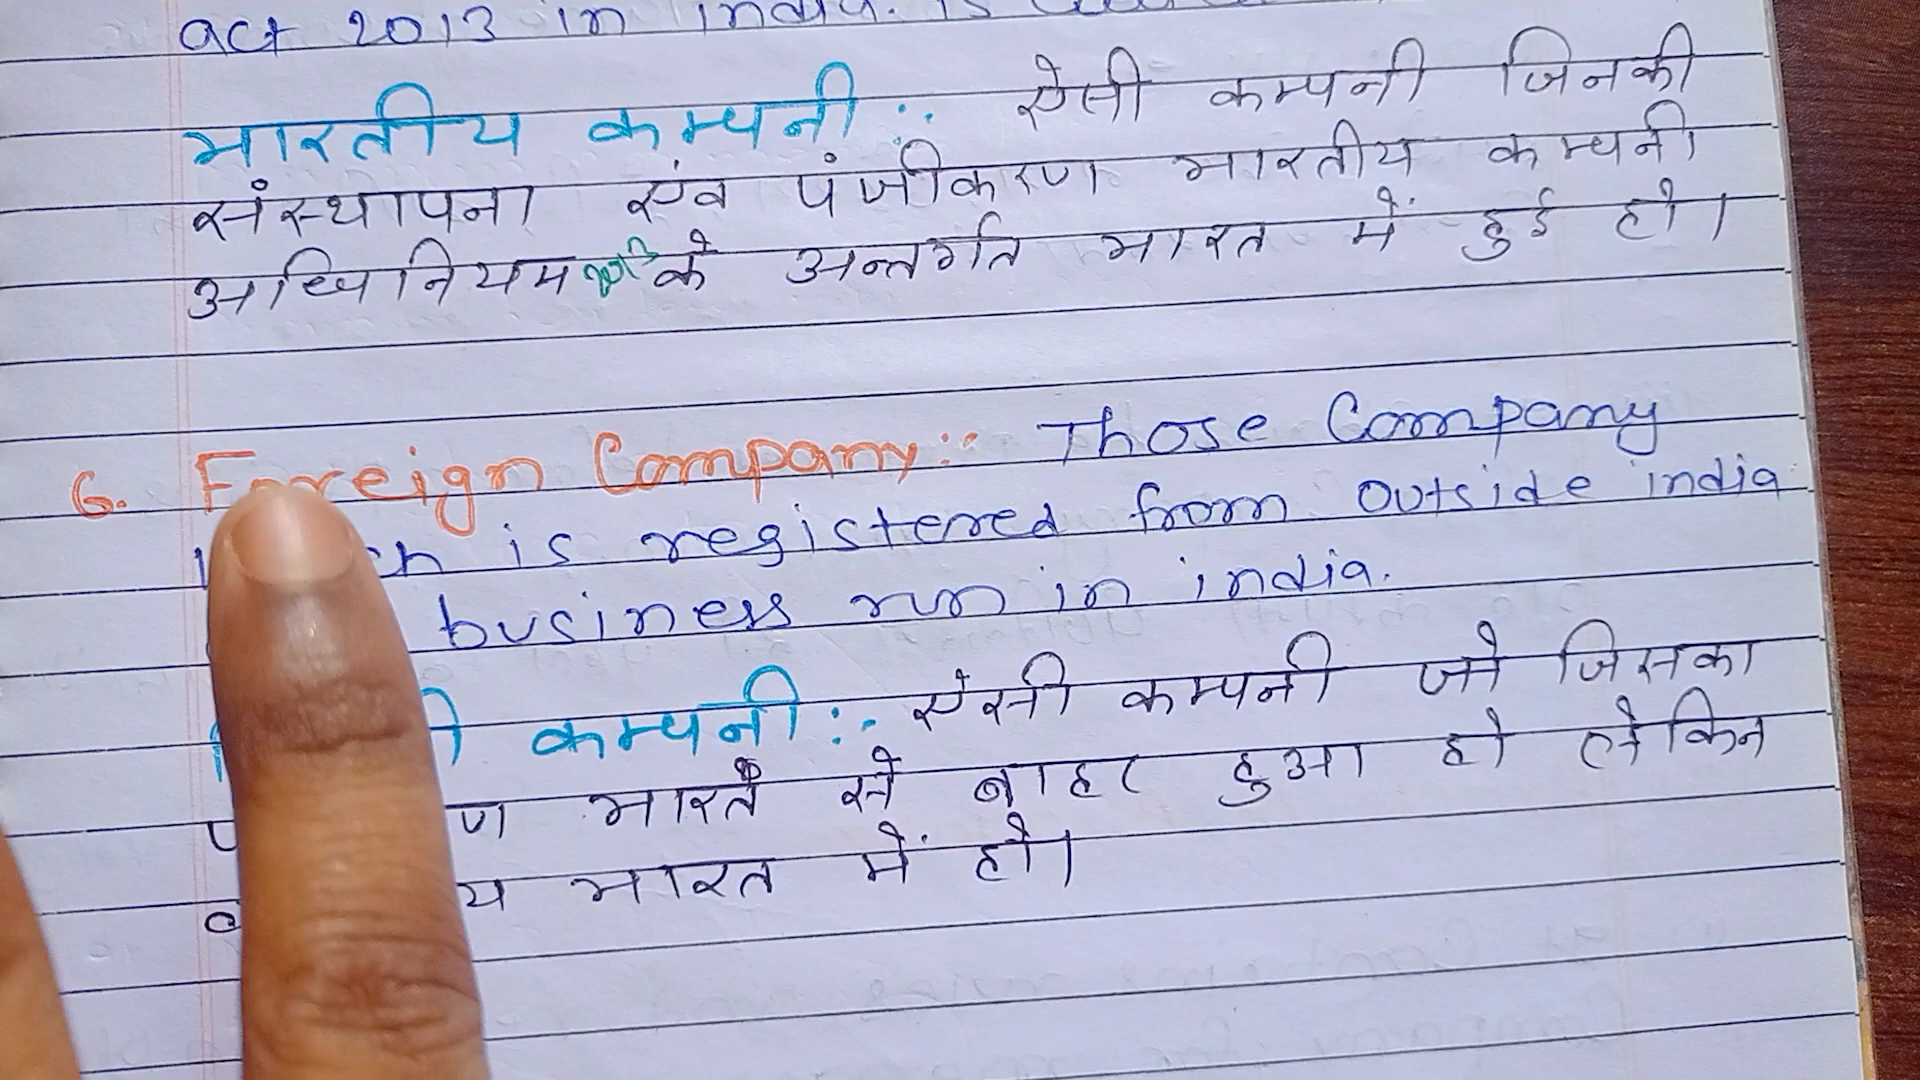 act 2013 in india. is
भारतीय कम्पनी :- ऐसी कम्पनी जिनकी
संस्थापना एंव पंजीकरण भारतीय कम्पनी
अधिनियम के अन्तर्गत भारत में हुई हो।
6. Foreign Company :- Those Company
is registered from outside india
business run in india.
कम्पनी :- ऐसी कम्पनी जो जिसका
भारत से बाहर हुआ हो लेकिन
भारत में हो।